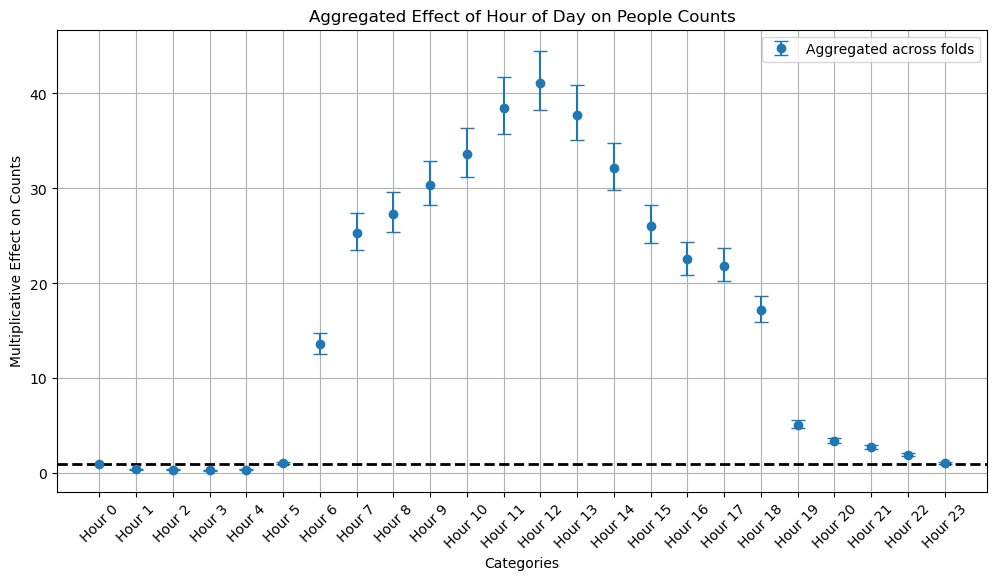 Aggregated Effect of Hour of Day on People Counts
Aggregated across folds
Multiplicative Effect on Counts
40
30
20
10
0
Hour 0
Hour 1
Hour 2
Hour 3
Hour 4
Hour 5
Hour 6
Hour 7
Hour 8
Hour 9
Hour 10
Hour 11
Hour 12
Hour 13
Hour 14
Hour 15
Hour 16
Hour 17
Hour 18
Hour 19
Hour 20
Hour 21
Hour 22
Hour 23
Categories